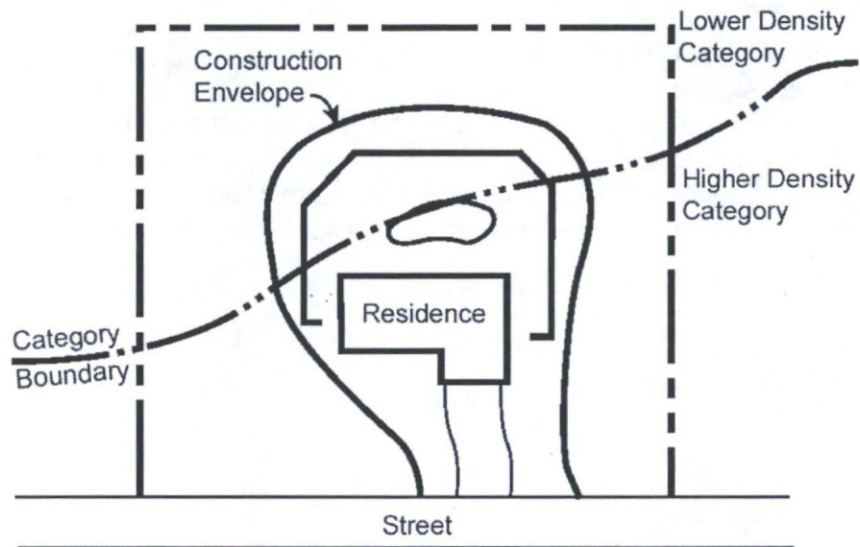 Lower Density
Category
Construction
Envelope
Higher Density
Category
Residence
Category
Boundary
Street